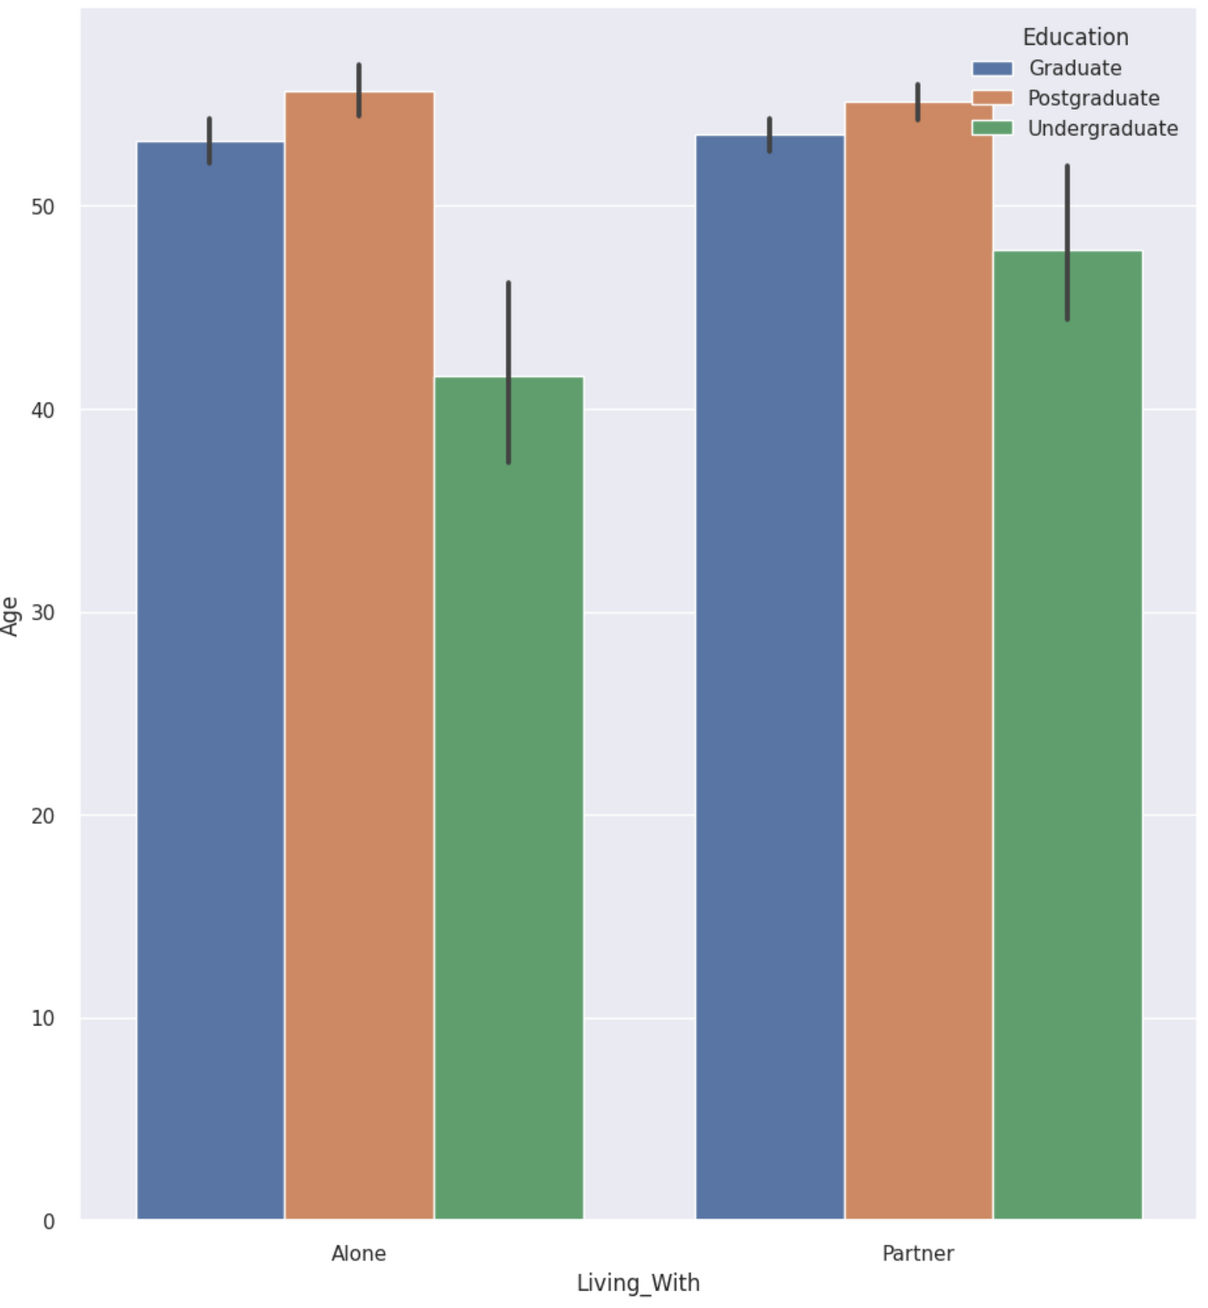 Education
Graduate
Postgraduate
Undergraduate
50
40
30
20
10
0
Age
Alone
Partner
Living_With